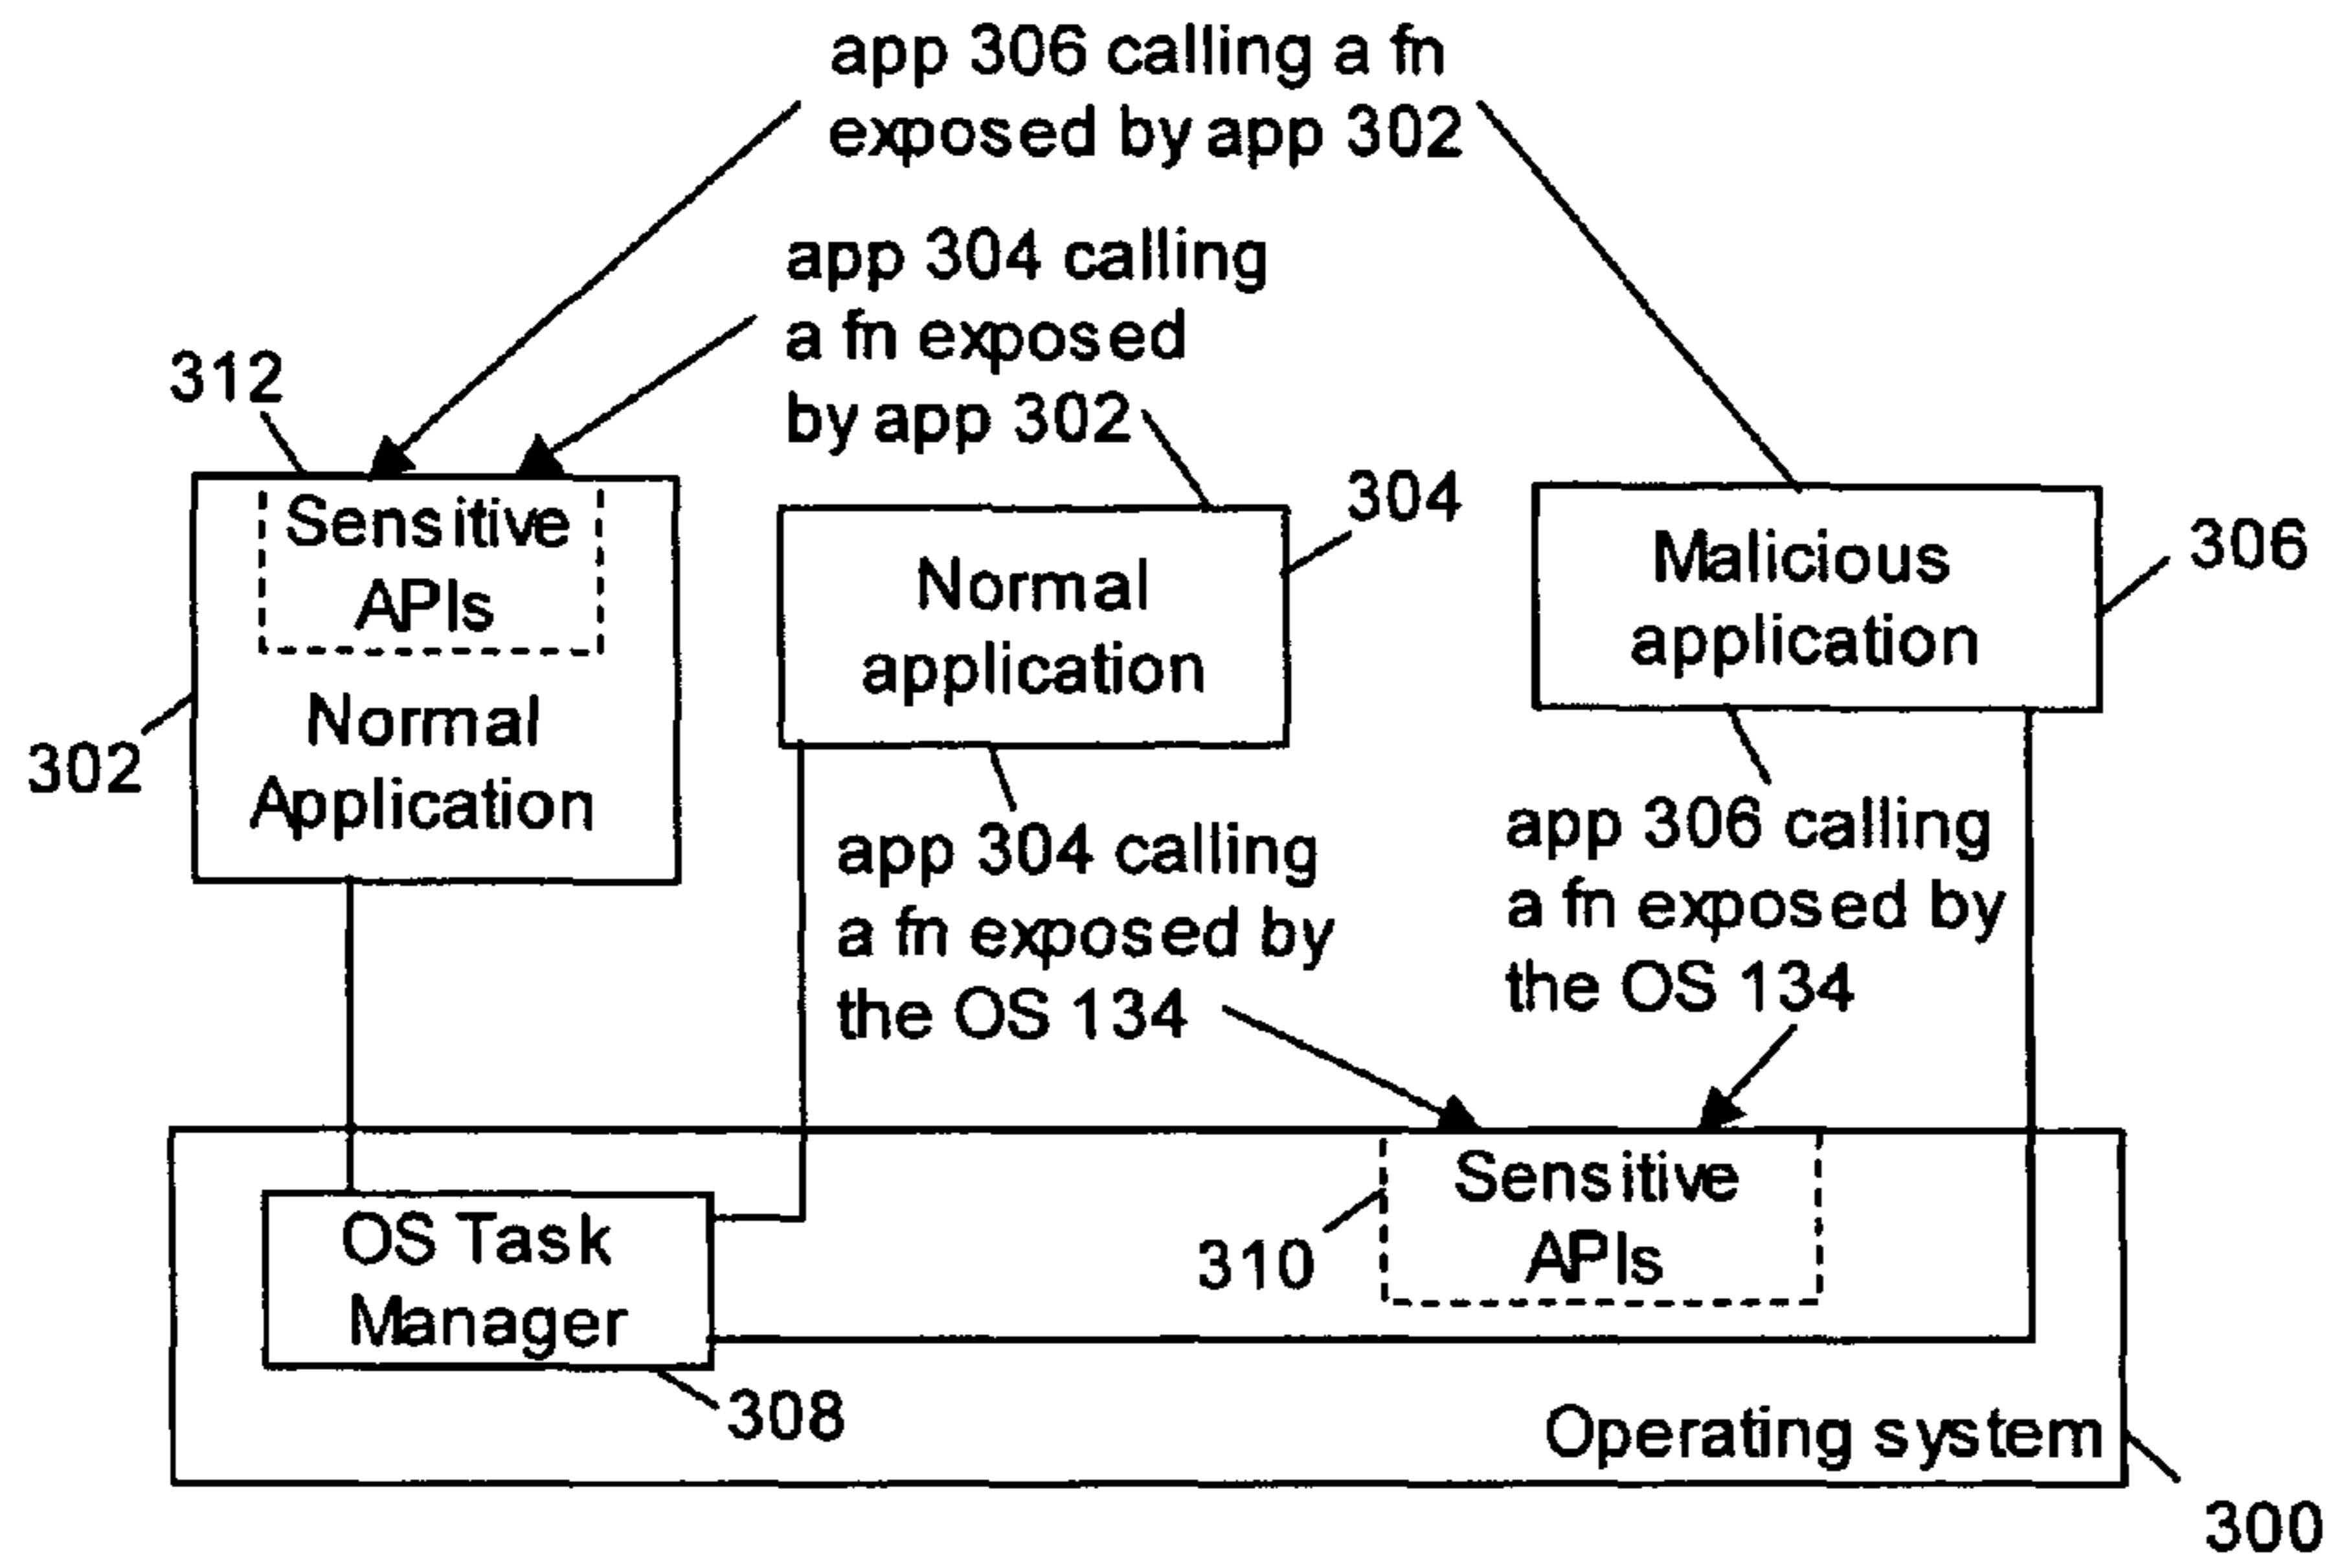 app 306 calling a fn
exposed by app 302
app 304 calling
a fn exposed
by app 302
312
Sensitive
APIs
Normal
Application
302
304
Normal
application
Malicious
application
306
app 304 calling
a fn exposed by
the OS 134
app 306 calling
a fn exposed by
the OS 134
OS Task
Manager
308
Sensitive
APIs
310
Operating system
300